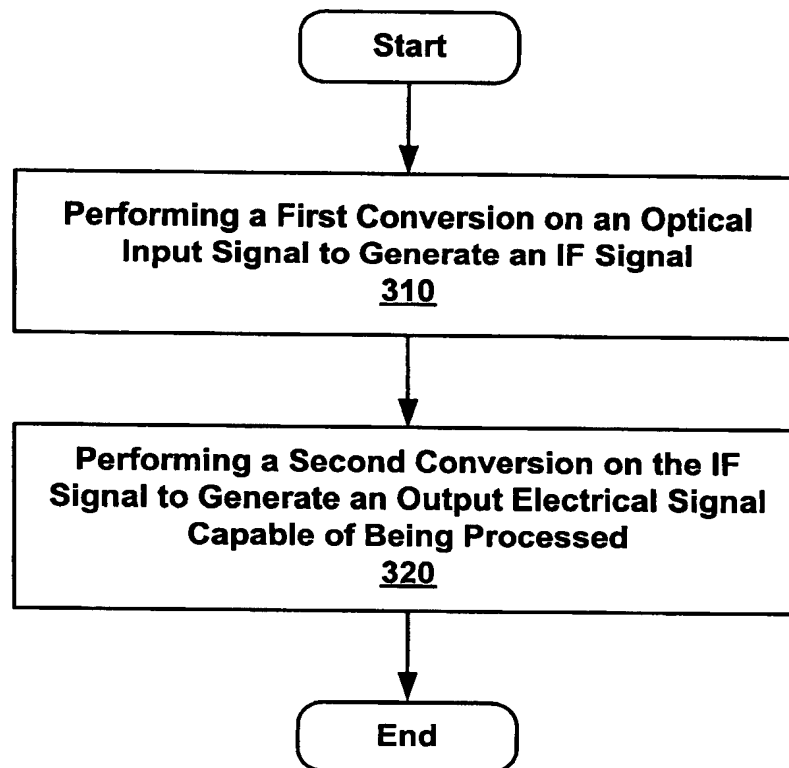 Start
Performing a First Conversion on an Optical
Input Signal to Generate an IF Signal
310
Performing a Second Conversion on the IF
Signal to Generate an Output Electrical Signal
Capable of Being Processed
320
End